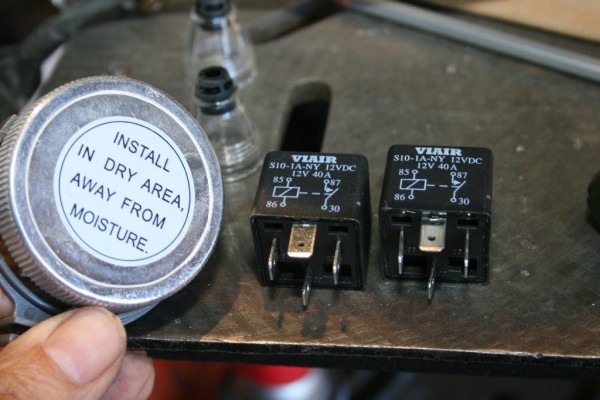 INSTALL
IN DRY AREA,
AWAY FROM
MOISTURE.
VIAIR
S10-1A-NY 12VDC
12V 40A
85 87
86 30
VIAIR
S10-1A-NY 12VDC
12V 40A
85 87
86 30